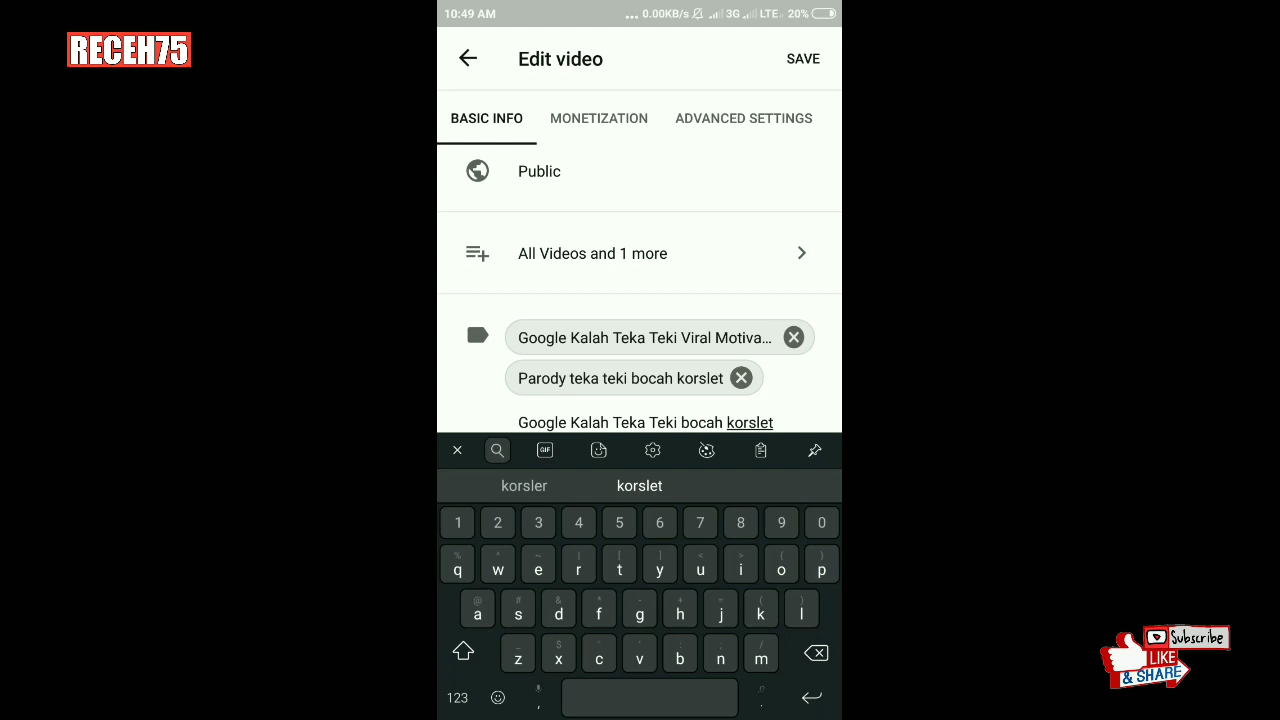 10:49 AM ... 0.00KB/s 3G LTE 20%
RECEH75
Edit video SAVE
BASIC INFO MONETIZATION ADVANCED SETTINGS
Public
All Videos and 1 more
Google Kalah Teka Teki Viral Motiva...
Parody teka teki bocah korslet
Google Kalah Teka Teki bocah korslet
GIF
korsler korslet
1 2 3 4 5 6 7 8 9 0
q w e r t y u i o p
a s d f g h j k l
z x c v b n m
123 , .
Subscribe
LIKE
& SHARE